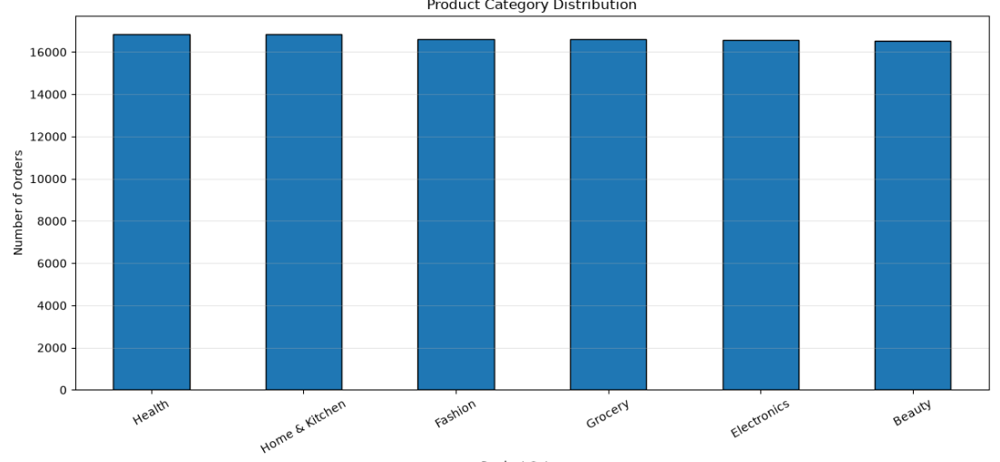 Product Category Distribution
16000
14000
12000
10000
8000
6000
4000
2000
0
Number of Orders
Health
Home & Kitchen
Fashion
Grocery
Electronics
Beauty